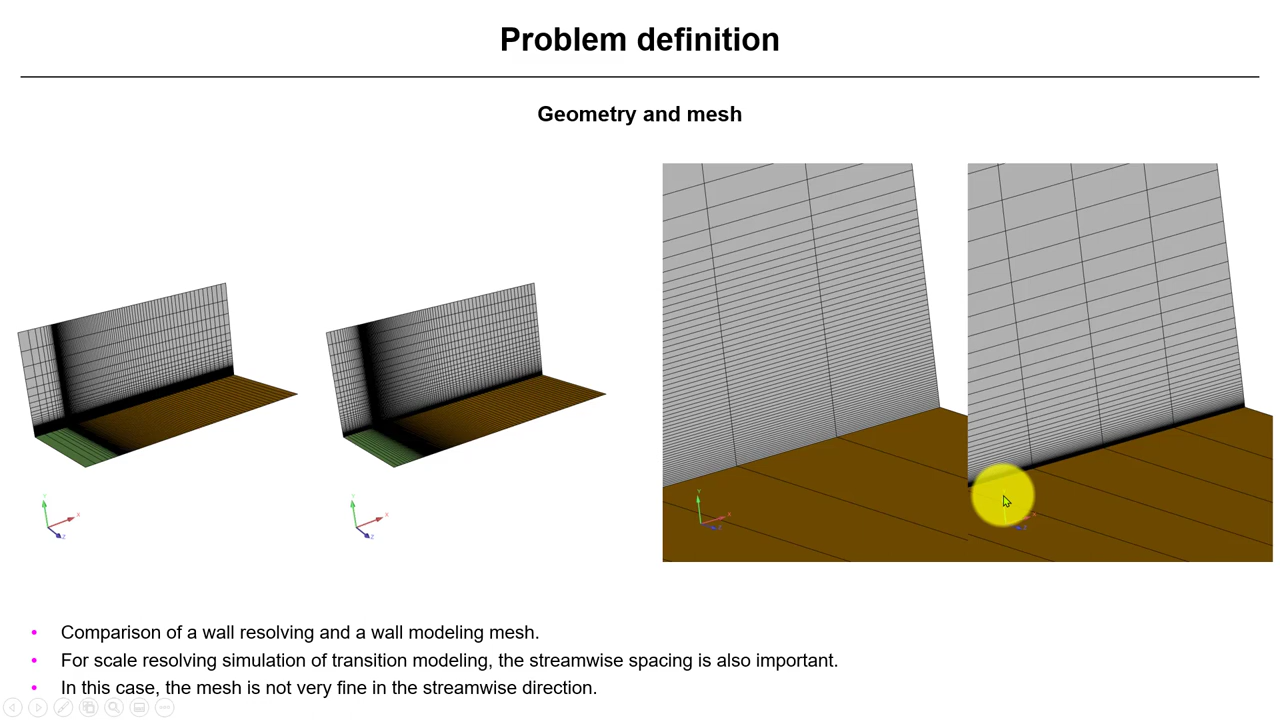 Problem definition
Geometry and mesh
Y
X
Z
Y
X
Z
Y
X
Z
X
Z
• Comparison of a wall resolving and a wall modeling mesh.
• For scale resolving simulation of transition modeling, the streamwise spacing is also important.
• In this case, the mesh is not very fine in the streamwise direction.